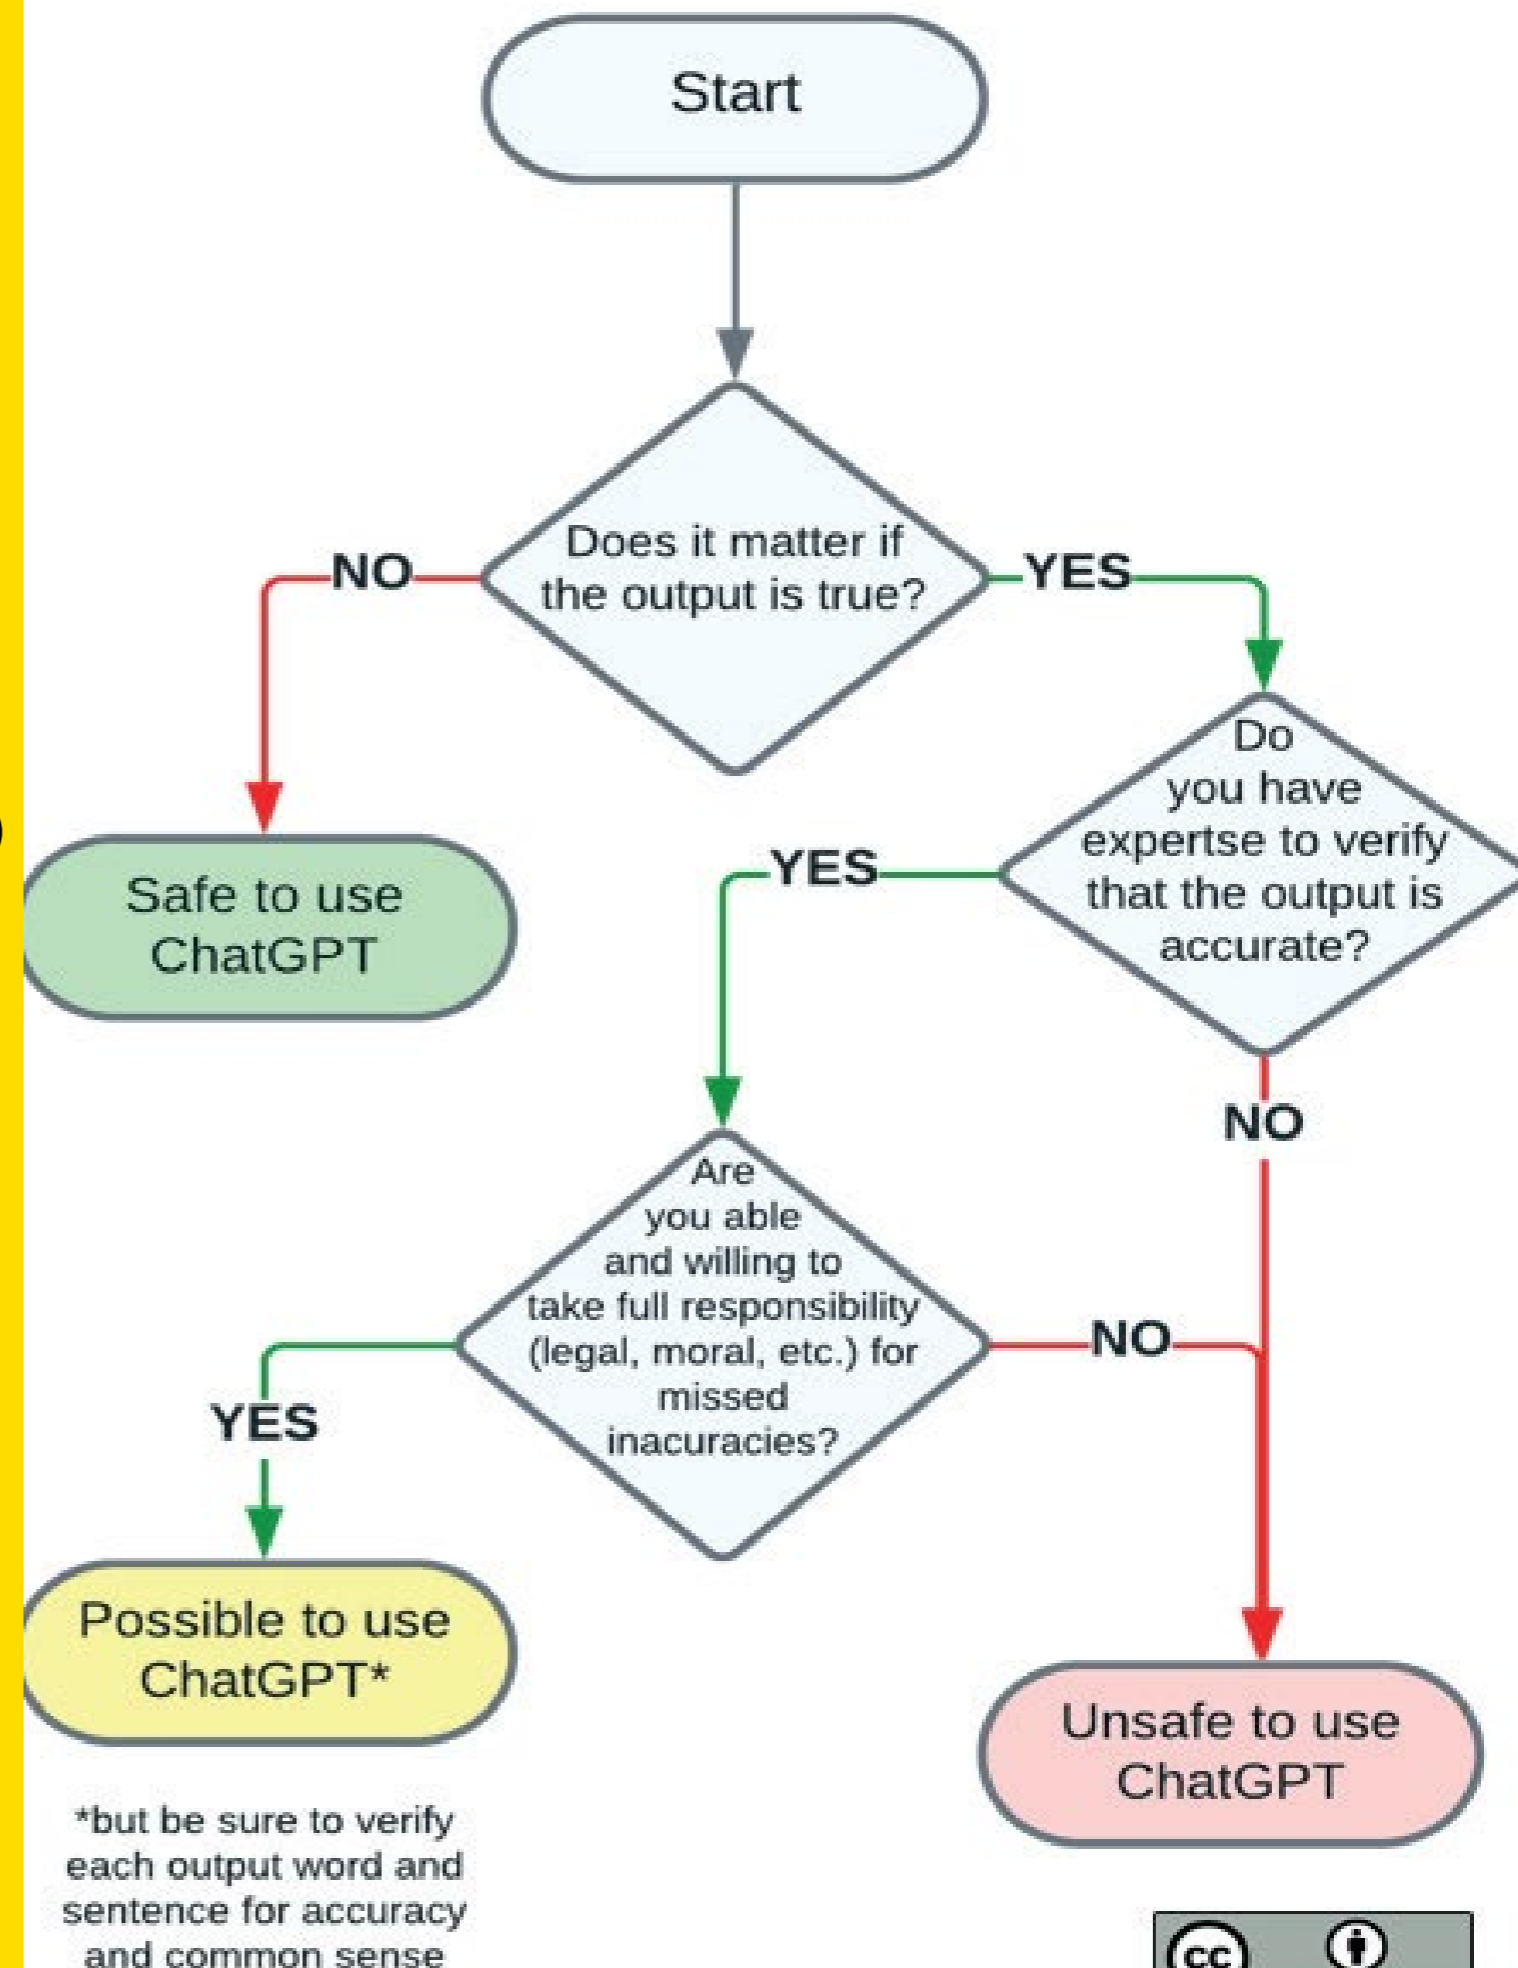 Start
Does it matter if
the output is true?
NO
YES
Do
you have
expertse to verify
that the output is
accurate?
Safe to use
ChatGPT
YES
NO
Are
you able
and willing to
take full responsibility
(legal, moral, etc.) for
missed
inacuracies?
NO
YES
Possible to use
ChatGPT*
Unsafe to use
ChatGPT
*but be sure to verify
each output word and
sentence for accuracy
and common sense
cc